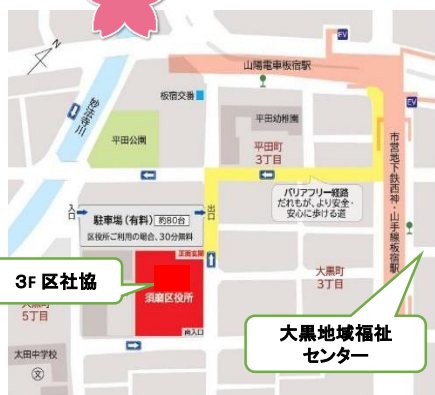 N
EV
山陽電車板宿駅
板宿交番
EV
妙法寺川
平田幼稚園
平田公園
平田町
3丁目
市営地下鉄西神・山手線板宿駅
バリアフリー経路
だれもが、より安全・
安心に歩ける道
入口
駐車場(有料) 約80台
出口
区役所ご利用の場合、30分無料
正面玄関
3F 区社協
須磨区役所
大黒町
3丁目
5丁目
南入口
大黒地域福祉
センター
太田中学校
文